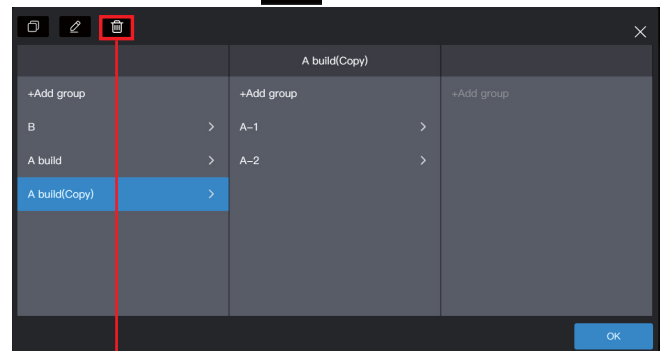 A build(Copy)
+Add group
+Add group
+Add group
B
A-1
A build
A-2
A build(Copy)
OK